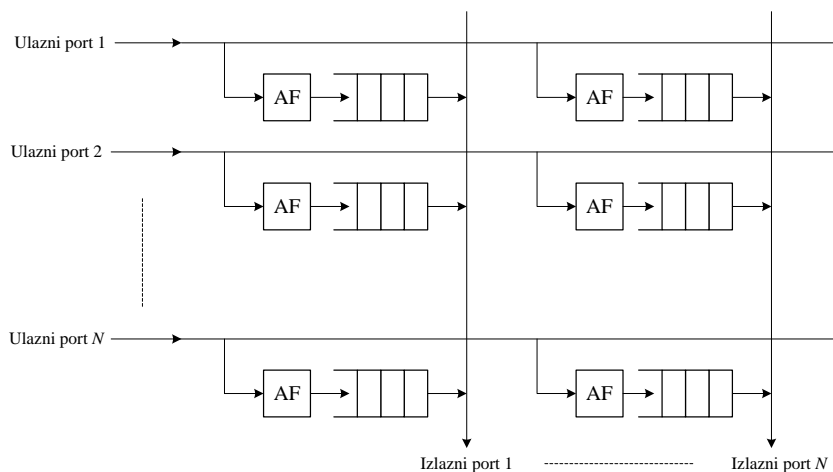 Ulazni port 1
AF
AF
Ulazni port 2
AF
AF
Ulazni port N
AF
AF
Izlazni port 1
Izlazni port N